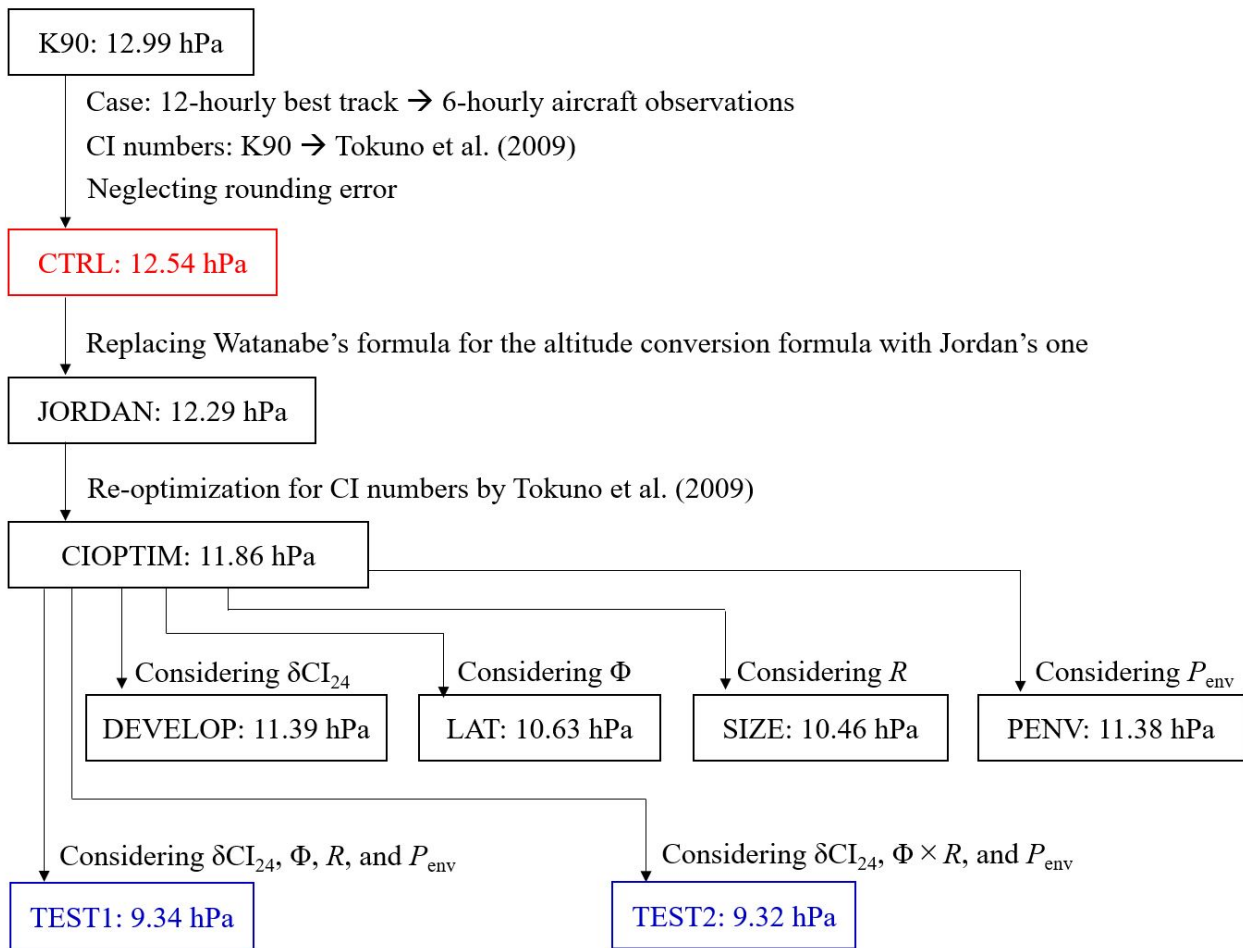 K90: 12.99 hPa
Case: 12-hourly best track → 6-hourly aircraft observations
CI numbers: K90 → Tokuno et al. (2009)
Neglecting rounding error
CTRL: 12.54 hPa
Replacing Watanabe's formula for the altitude conversion formula with Jordan's one
JORDAN: 12.29 hPa
Re-optimization for CI numbers by Tokuno et al. (2009)
CIOPTIM: 11.86 hPa
Considering δCI₂₄
Considering Φ
Considering R
Considering Pₑₙᵥ
DEVELOP: 11.39 hPa
LAT: 10.63 hPa
SIZE: 10.46 hPa
PENV: 11.38 hPa
Considering δCI₂₄, Φ, R, and Pₑₙᵥ
Considering δCI₂₄, Φ × R, and Pₑₙᵥ
TEST1: 9.34 hPa
TEST2: 9.32 hPa